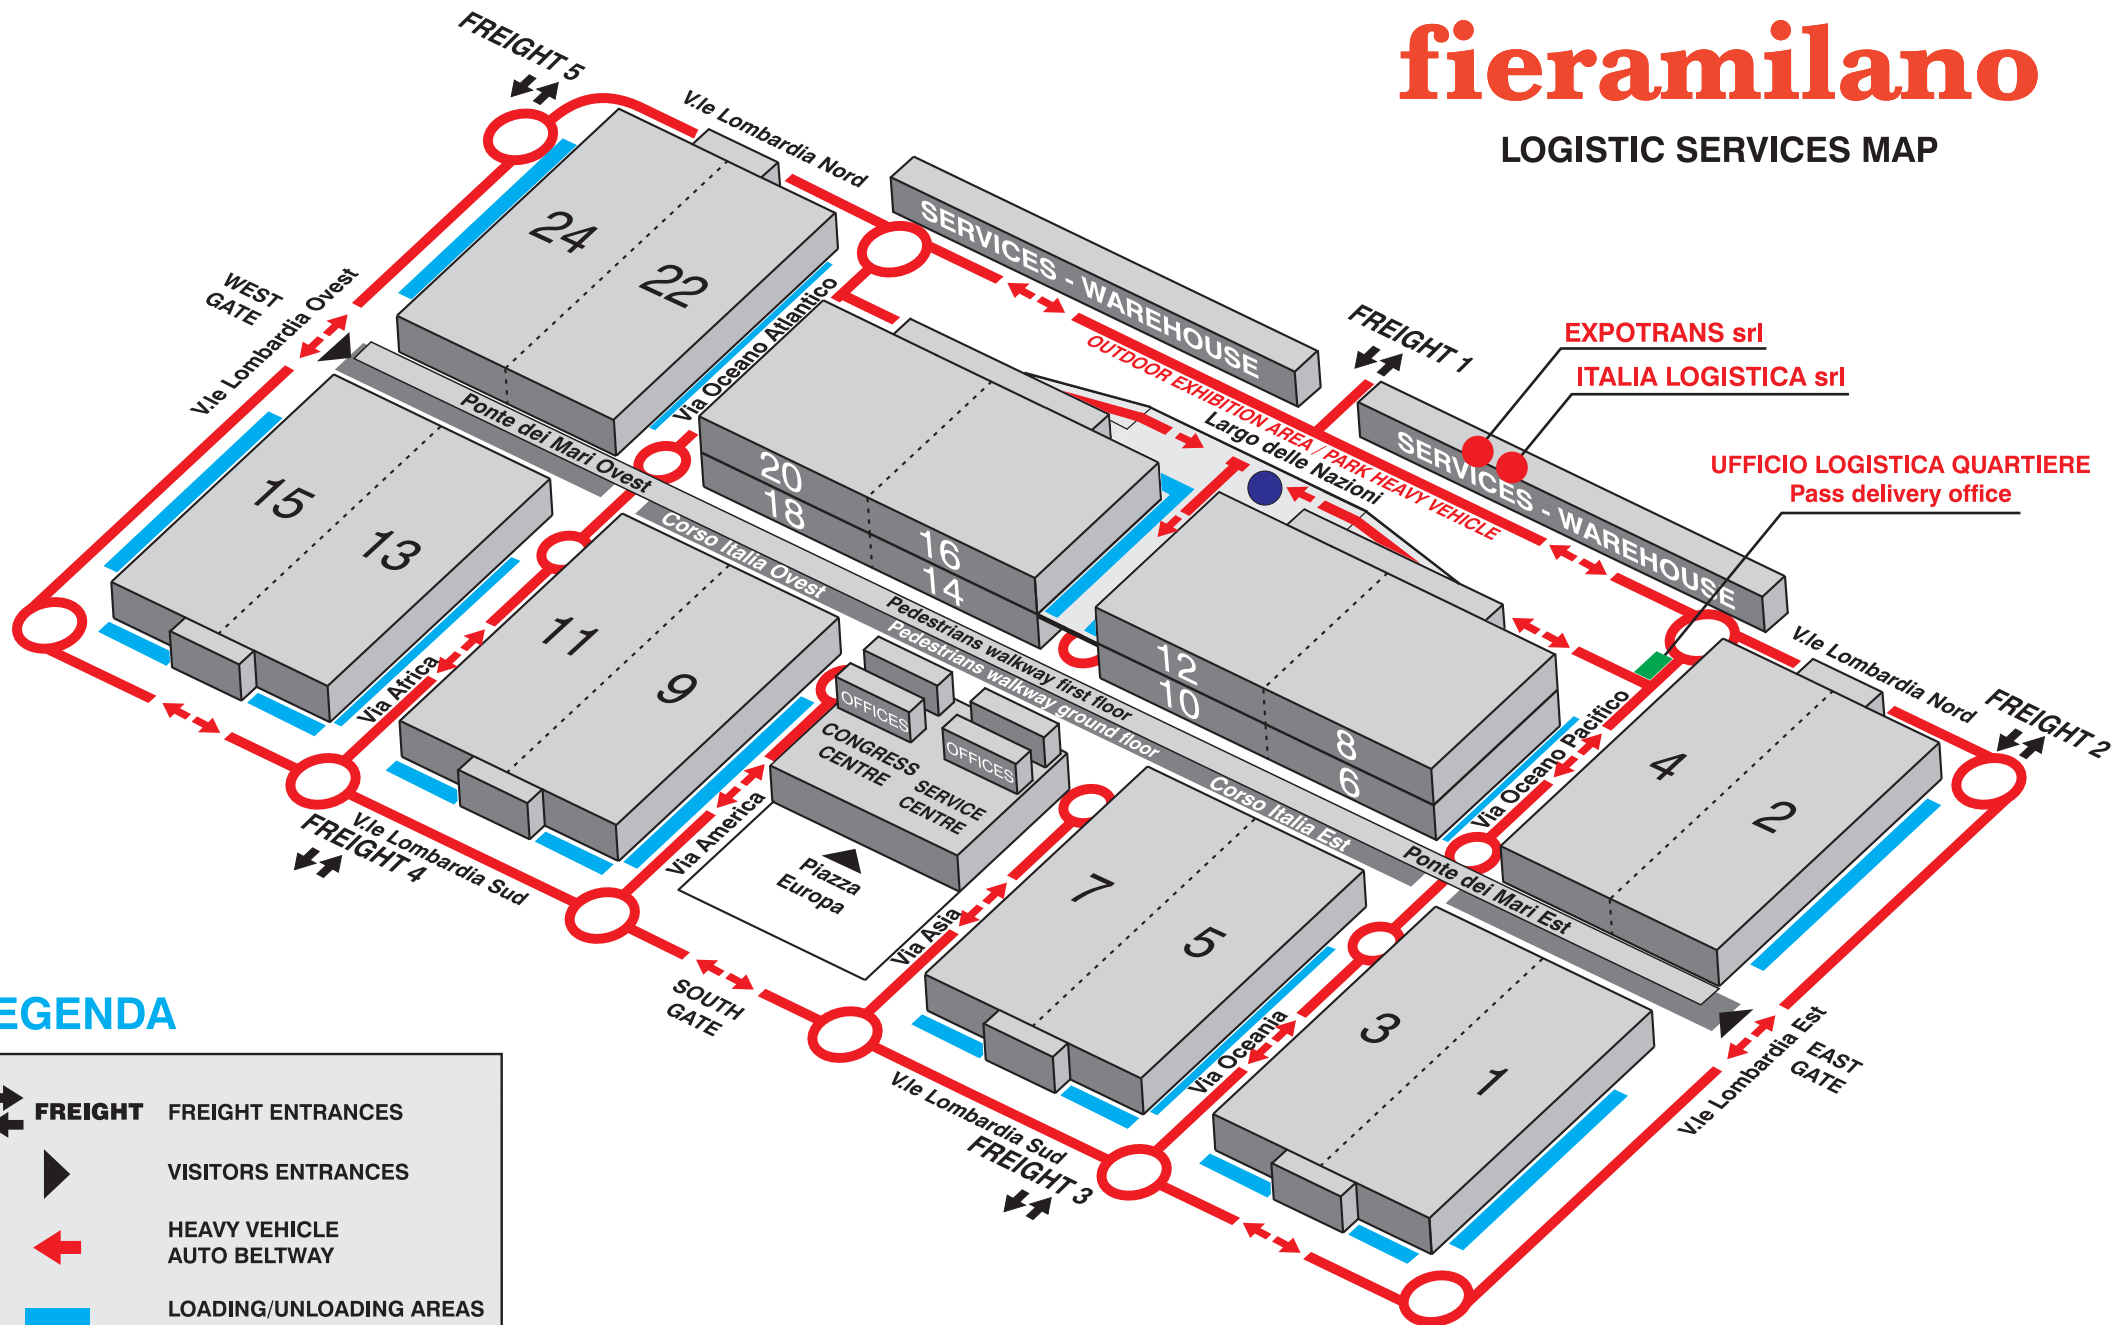 fieramilano
LOGISTIC SERVICES MAP
FREIGHT 5
V.le Lombardia Nord
SERVICES - WAREHOUSE
24
22
WEST
GATE
V.le Lombardia Ovest
Via Oceano Atlantico
OUTDOOR EXHIBITION AREA / PARK HEAVY VEHICLE
FREIGHT 1
EXPOTRANS srl
ITALIA LOGISTICA srl
SERVICES - WAREHOUSE
UFFICIO LOGISTICA QUARTIERE
Pass delivery office
Largo delle Nazioni
Ponte dei Mari Ovest
20
18
16
14
15
13
Corso Italia Ovest
Pedestrians walkway first floor
Pedestrians walkway ground floor
11
9
Via Africa
12
10
8
6
V.le Lombardia Nord
FREIGHT 2
Via Oceano Pacifico
4
2
OFFICES
OFFICES
CONGRESS
CENTRE
SERVICE
CENTRE
Corso Italia Est
Ponte dei Mari Est
V.le Lombardia Sud
FREIGHT 4
Via America
Piazza
Europa
Via Asia
7
5
SOUTH
GATE
3
1
Via Oceania
EAST
GATE
V.le Lombardia Est
V.le Lombardia Sud
FREIGHT 3
EGENDA
FREIGHT FREIGHT ENTRANCES
VISITORS ENTRANCES
HEAVY VEHICLE
AUTO BELTWAY
LOADING/UNLOADING AREAS